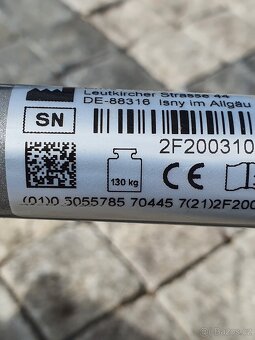 Leutkircher Strasse 44
DE-88316 Isny im Allgäu
SN
2F200310
130 kg
CE
(01)0 5055785 70445 7(21)2F200